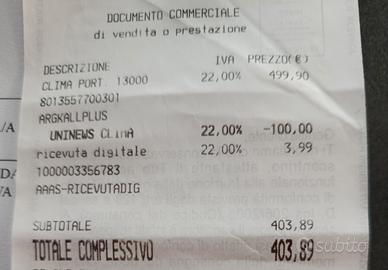 DOCUMENTO COMMERCIALE
di vendita o prestazione
DESCRIZIONE IVA PREZZO(€)
CLIMA PORT. 13000 22,00% 499,90
8013557700301
ARGKALLPLUS
UNINEWS Clima 22,00% -100,00
ricevuta digitale 22,00% 3,99
1000003356783
AAAS-RICEVUTADIG
SUBTOTALE 403,89
TOTALE COMPLESSIVO 403,89
subito